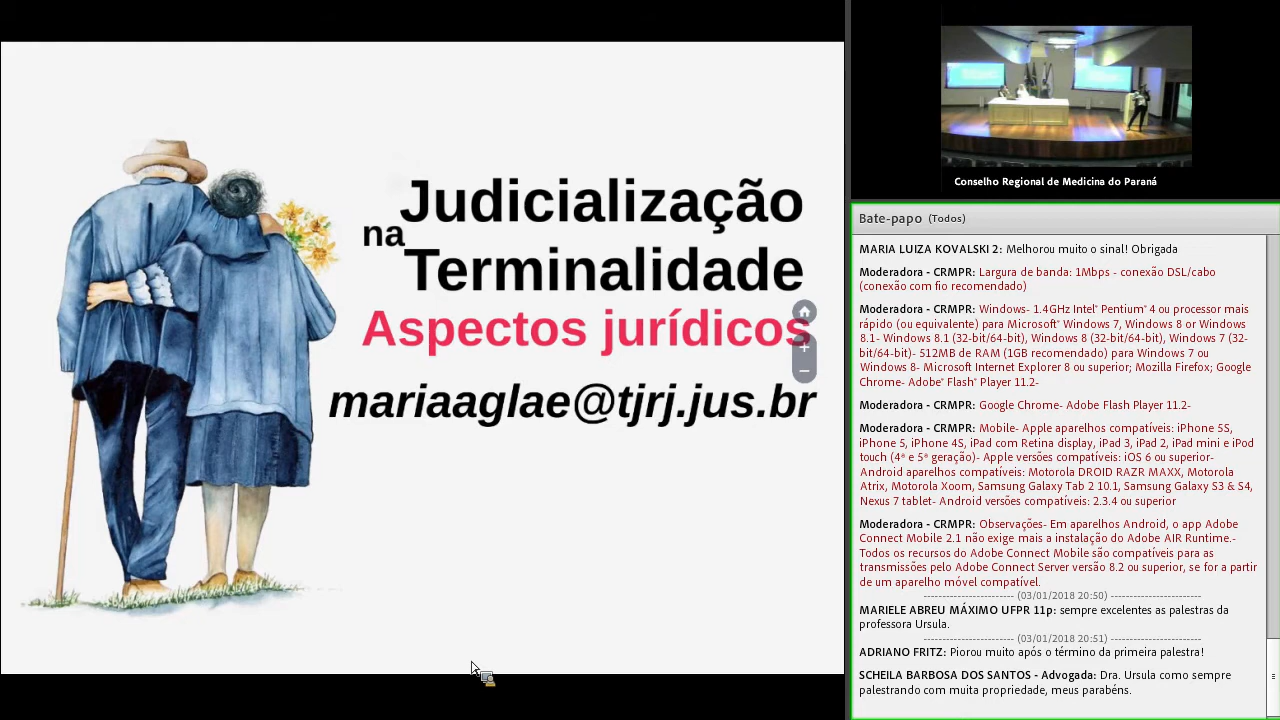 Judicialização
na
Terminalidade
Aspectos jurídicos
mariaaglae@tjrj.jus.br
Conselho Regional de Medicina do Paraná
Bate-papo (Todos)
MARIA LUIZA KOVALSKI 2: Melhorou muito o sinal! Obrigada
Moderadora - CRMPR: Largura de banda: 1Mbps - conexão DSL/cabo
(conexão com fio recomendado)
Moderadora - CRMPR: Windows- 1.4GHz Intel® Pentium® 4 ou processor mais
rápido (ou equivalente) para Microsoft® Windows 7, Windows 8 or Windows
8.1- Windows 8.1 (32-bit/64-bit), Windows 8 (32-bit/64-bit), Windows 7 (32-
bit/64-bit)- 512MB de RAM (1GB recomendado) para Windows 7 ou
Windows 8- Microsoft Internet Explorer 8 ou superior; Mozilla Firefox; Google
Chrome- Adobe® Flash® Player 11.2-
Moderadora - CRMPR: Google Chrome- Adobe Flash Player 11.2-
Moderadora - CRMPR: Mobile- Apple aparelhos compatíveis: iPhone 5S,
iPhone 5, iPhone 4S, iPad com Retina display, iPad 3, iPad 2, iPad mini e iPod
touch (4ª e 5ª geração)- Apple versões compatíveis: iOS 6 ou superior-
Android aparelhos compatíveis: Motorola DROID RAZR MAXX, Motorola
Atrix, Motorola Xoom, Samsung Galaxy Tab 2 10.1, Samsung Galaxy S3 & S4,
Nexus 7 tablet- Android versões compatíveis: 2.3.4 ou superior
Moderadora - CRMPR: Observações- Em aparelhos Android, o app Adobe
Connect Mobile 2.1 não exige mais a instalação do Adobe AIR Runtime.-
Todos os recursos do Adobe Connect Mobile são compatíveis para as
transmissões pelo Adobe Connect Server versão 8.2 ou superior, se for a partir
de um aparelho móvel compatível.
------------------------ (03/01/2018 20:50) ------------------------
MARIELE ABREU MÁXIMO UFPR 11p: sempre excelentes as palestras da
professora Ursula.
------------------------ (03/01/2018 20:51) ------------------------
ADRIANO FRITZ: Piorou muito após o término da primeira palestra!
SCHEILA BARBOSA DOS SANTOS - Advogada: Dra. Ursula como sempre
palestrando com muita propriedade, meus parabéns.